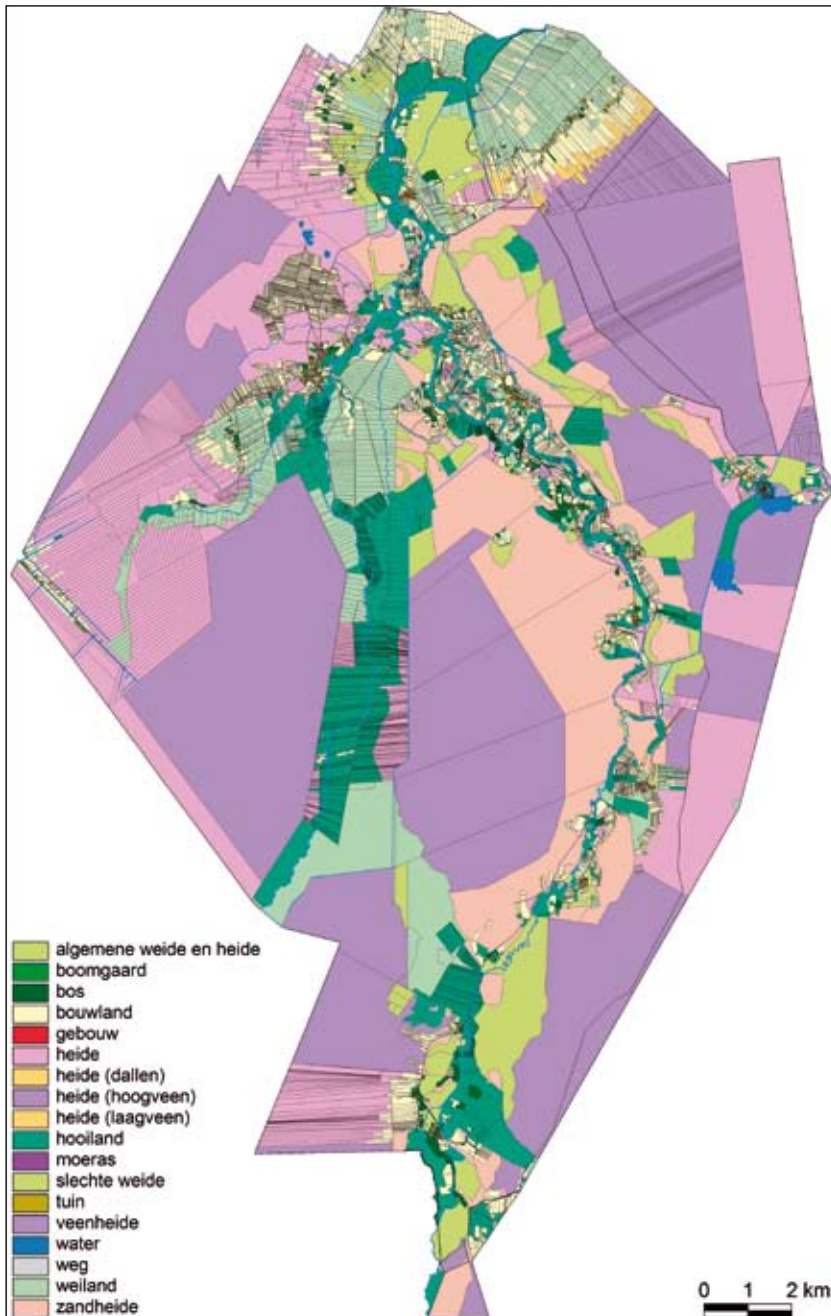 algemene weide en heide
boomgaard
bos
bouwland
gebouw
heide
heide (dallen)
heide (hoogveen)
heide (laagveen)
hooiland
moeras
slechte weide
tuin
veenheide
water
weg
weiland
zandheide
0 1 2 km